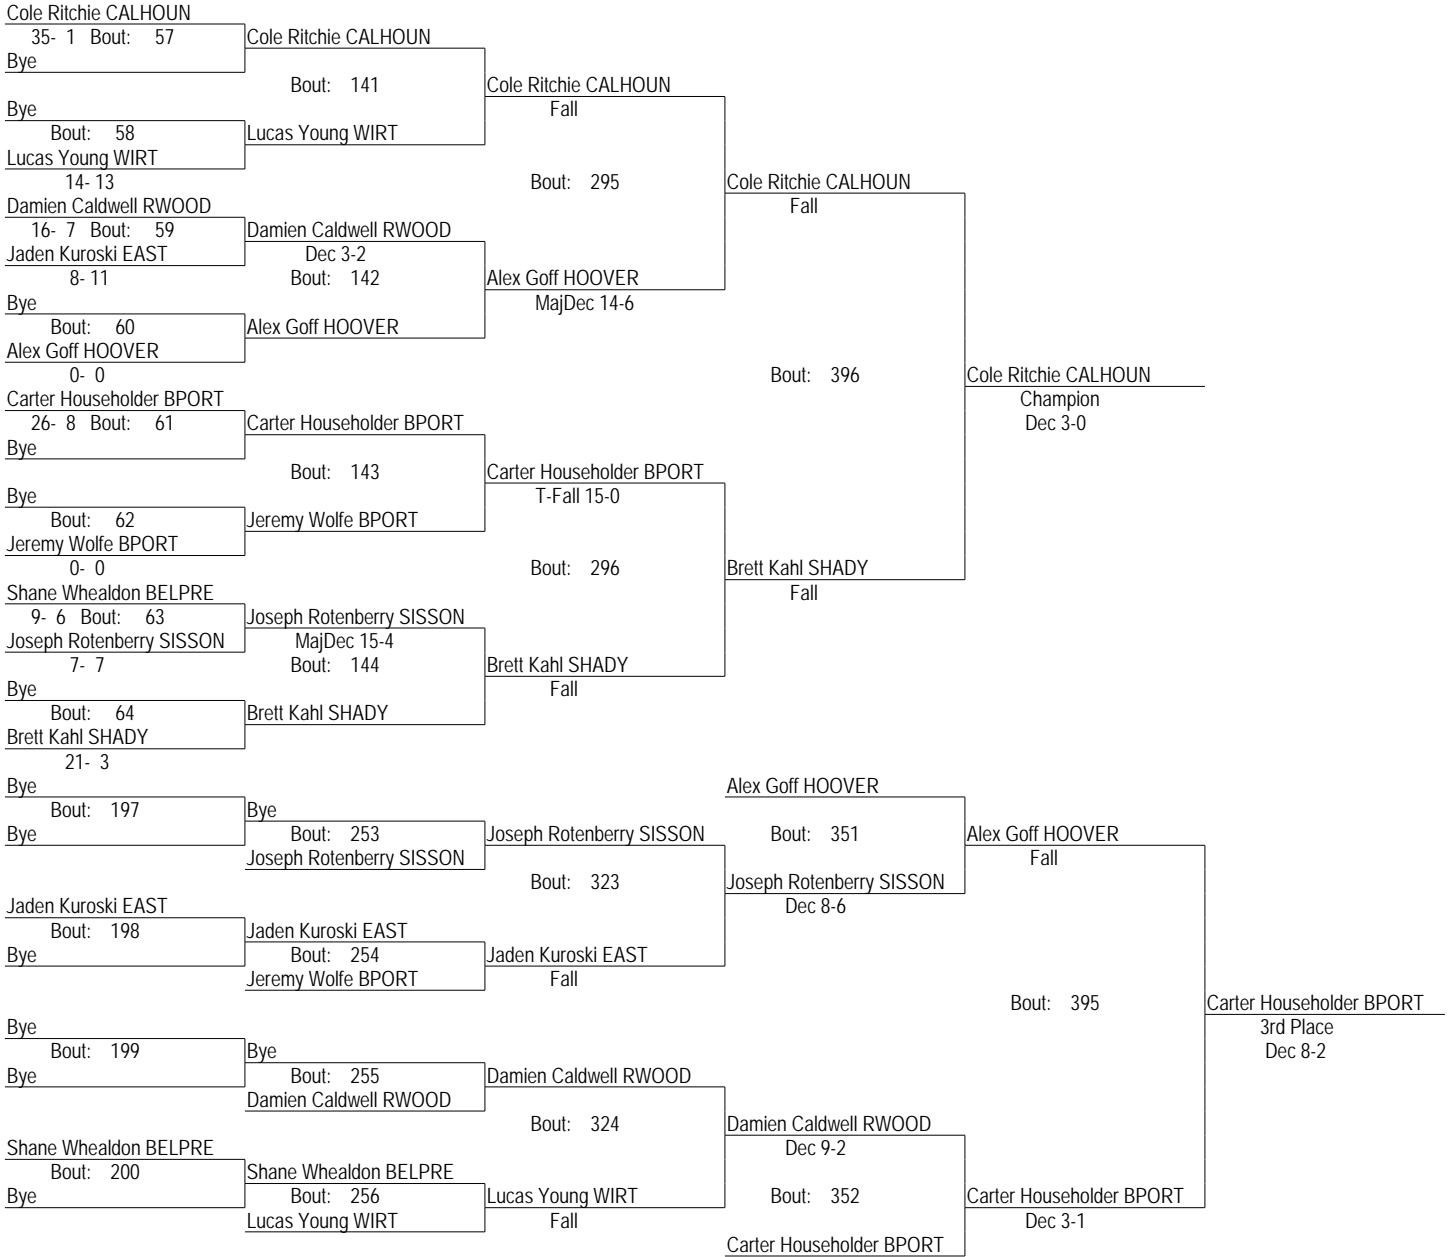 Cole Ritchie CALHOUN
35- 1 Bout: 57 Cole Ritchie CALHOUN
Bye
Bout: 141 Cole Ritchie CALHOUN
Bye Fall
Bout: 58 Lucas Young WIRT
Lucas Young WIRT
14- 13 Bout: 295 Cole Ritchie CALHOUN
Damien Caldwell RWOOD Fall
16- 7 Bout: 59 Damien Caldwell RWOOD
Jaden Kuroski EAST Dec 3-2
8- 11 Bout: 142 Alex Goff HOOVER
Bye MajDec 14-6
Bout: 60 Alex Goff HOOVER
Alex Goff HOOVER
0- 0 Bout: 396 Cole Ritchie CALHOUN
Carter Householder BPORT Champion
26- 8 Bout: 61 Carter Householder BPORT Dec 3-0
Bye
Bout: 143 Carter Householder BPORT
Bye T-Fall 15-0
Bout: 62 Jeremy Wolfe BPORT
Jeremy Wolfe BPORT
0- 0 Bout: 296 Brett Kahl SHADY
Shane Whealdon BELPRE Fall
9- 6 Bout: 63 Joseph Rotenberry SISSON
Joseph Rotenberry SISSON MajDec 15-4
7- 7 Bout: 144 Brett Kahl SHADY
Bye Fall
Bout: 64 Brett Kahl SHADY
Brett Kahl SHADY
21- 3
Bye Alex Goff HOOVER
Bout: 197 Bye
Bye Bout: 253 Joseph Rotenberry SISSON Bout: 351 Alex Goff HOOVER
Joseph Rotenberry SISSON Fall
Bout: 323 Joseph Rotenberry SISSON
Jaden Kuroski EAST Dec 8-6
Bout: 198 Jaden Kuroski EAST
Bye Bout: 254 Jaden Kuroski EAST
Jeremy Wolfe BPORT Fall
Bout: 395 Carter Householder BPORT
Bye 3rd Place
Bout: 199 Bye Dec 8-2
Bye Bout: 255 Damien Caldwell RWOOD
Damien Caldwell RWOOD
Bout: 324 Damien Caldwell RWOOD
Shane Whealdon BELPRE Dec 9-2
Bout: 200 Shane Whealdon BELPRE
Bye Bout: 256 Lucas Young WIRT Bout: 352 Carter Householder BPORT
Lucas Young WIRT Fall Dec 3-1
Carter Householder BPORT